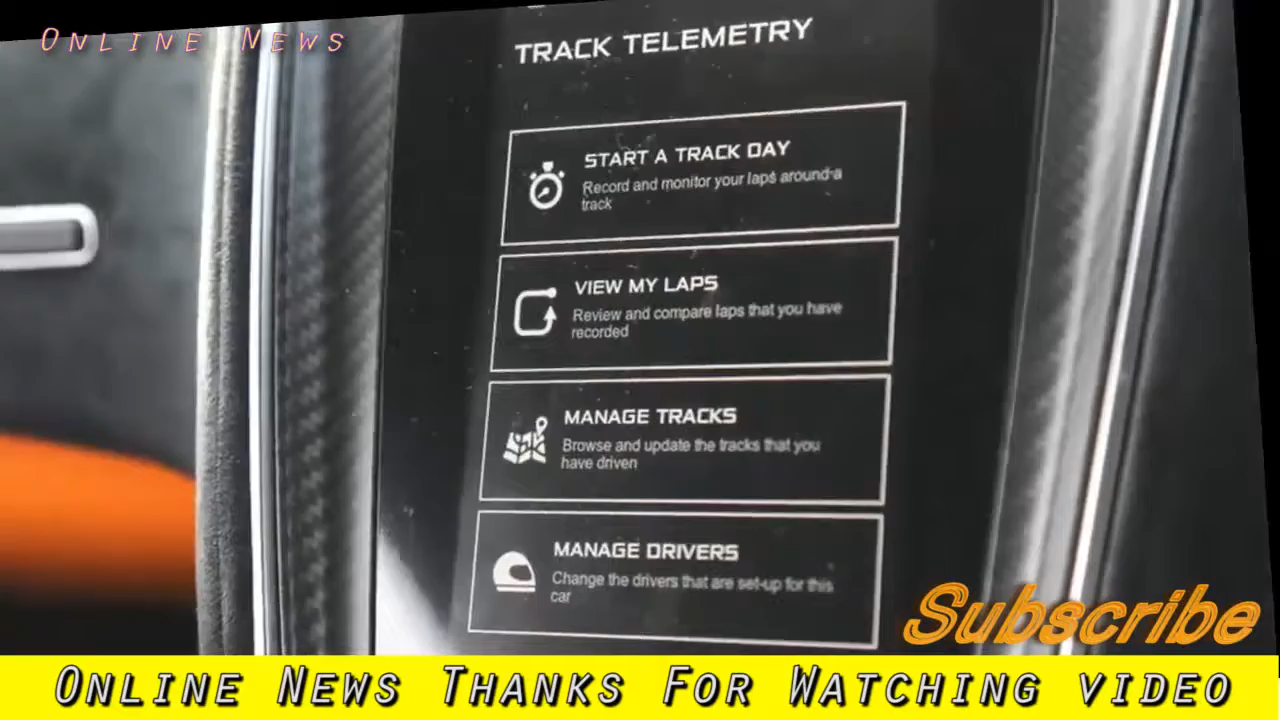 Online News
TRACK TELEMETRY
START A TRACK DAY
Record and monitor your laps around a
track
VIEW MY LAPS
Review and compare laps that you have
recorded
MANAGE TRACKS
Browse and update the tracks that you
have driven
MANAGE DRIVERS
Change the drivers that are set-up for this
car
Subscribe
Online News Thanks For Watching video